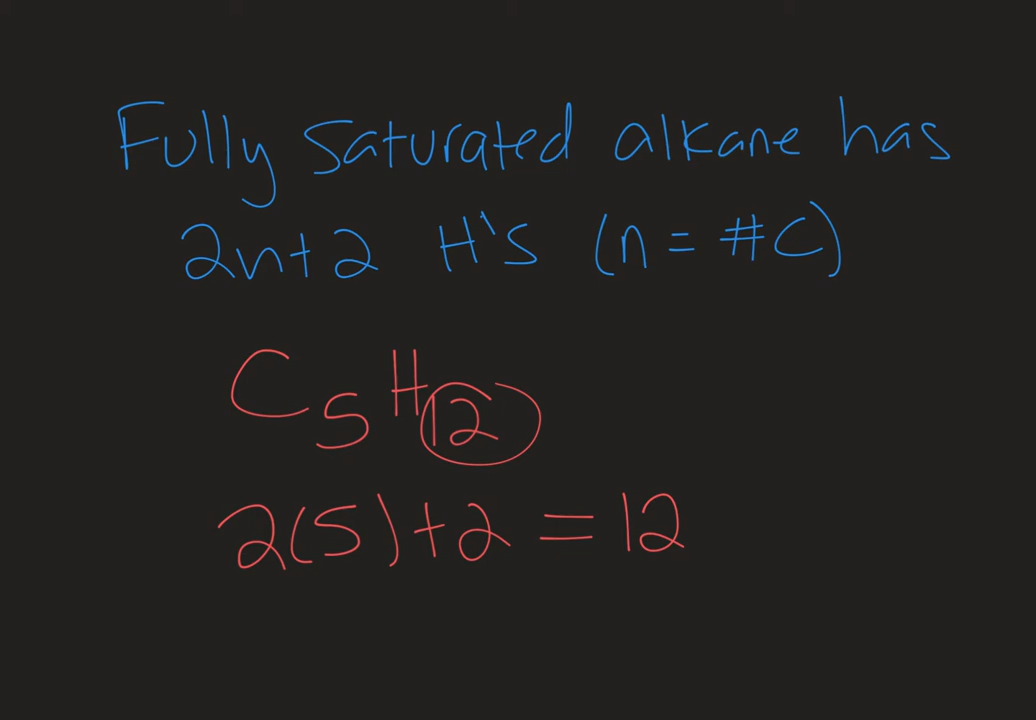 Fully saturated alkane has
2n+2 H's (n = #C)
C5H12
2(5)+2=12